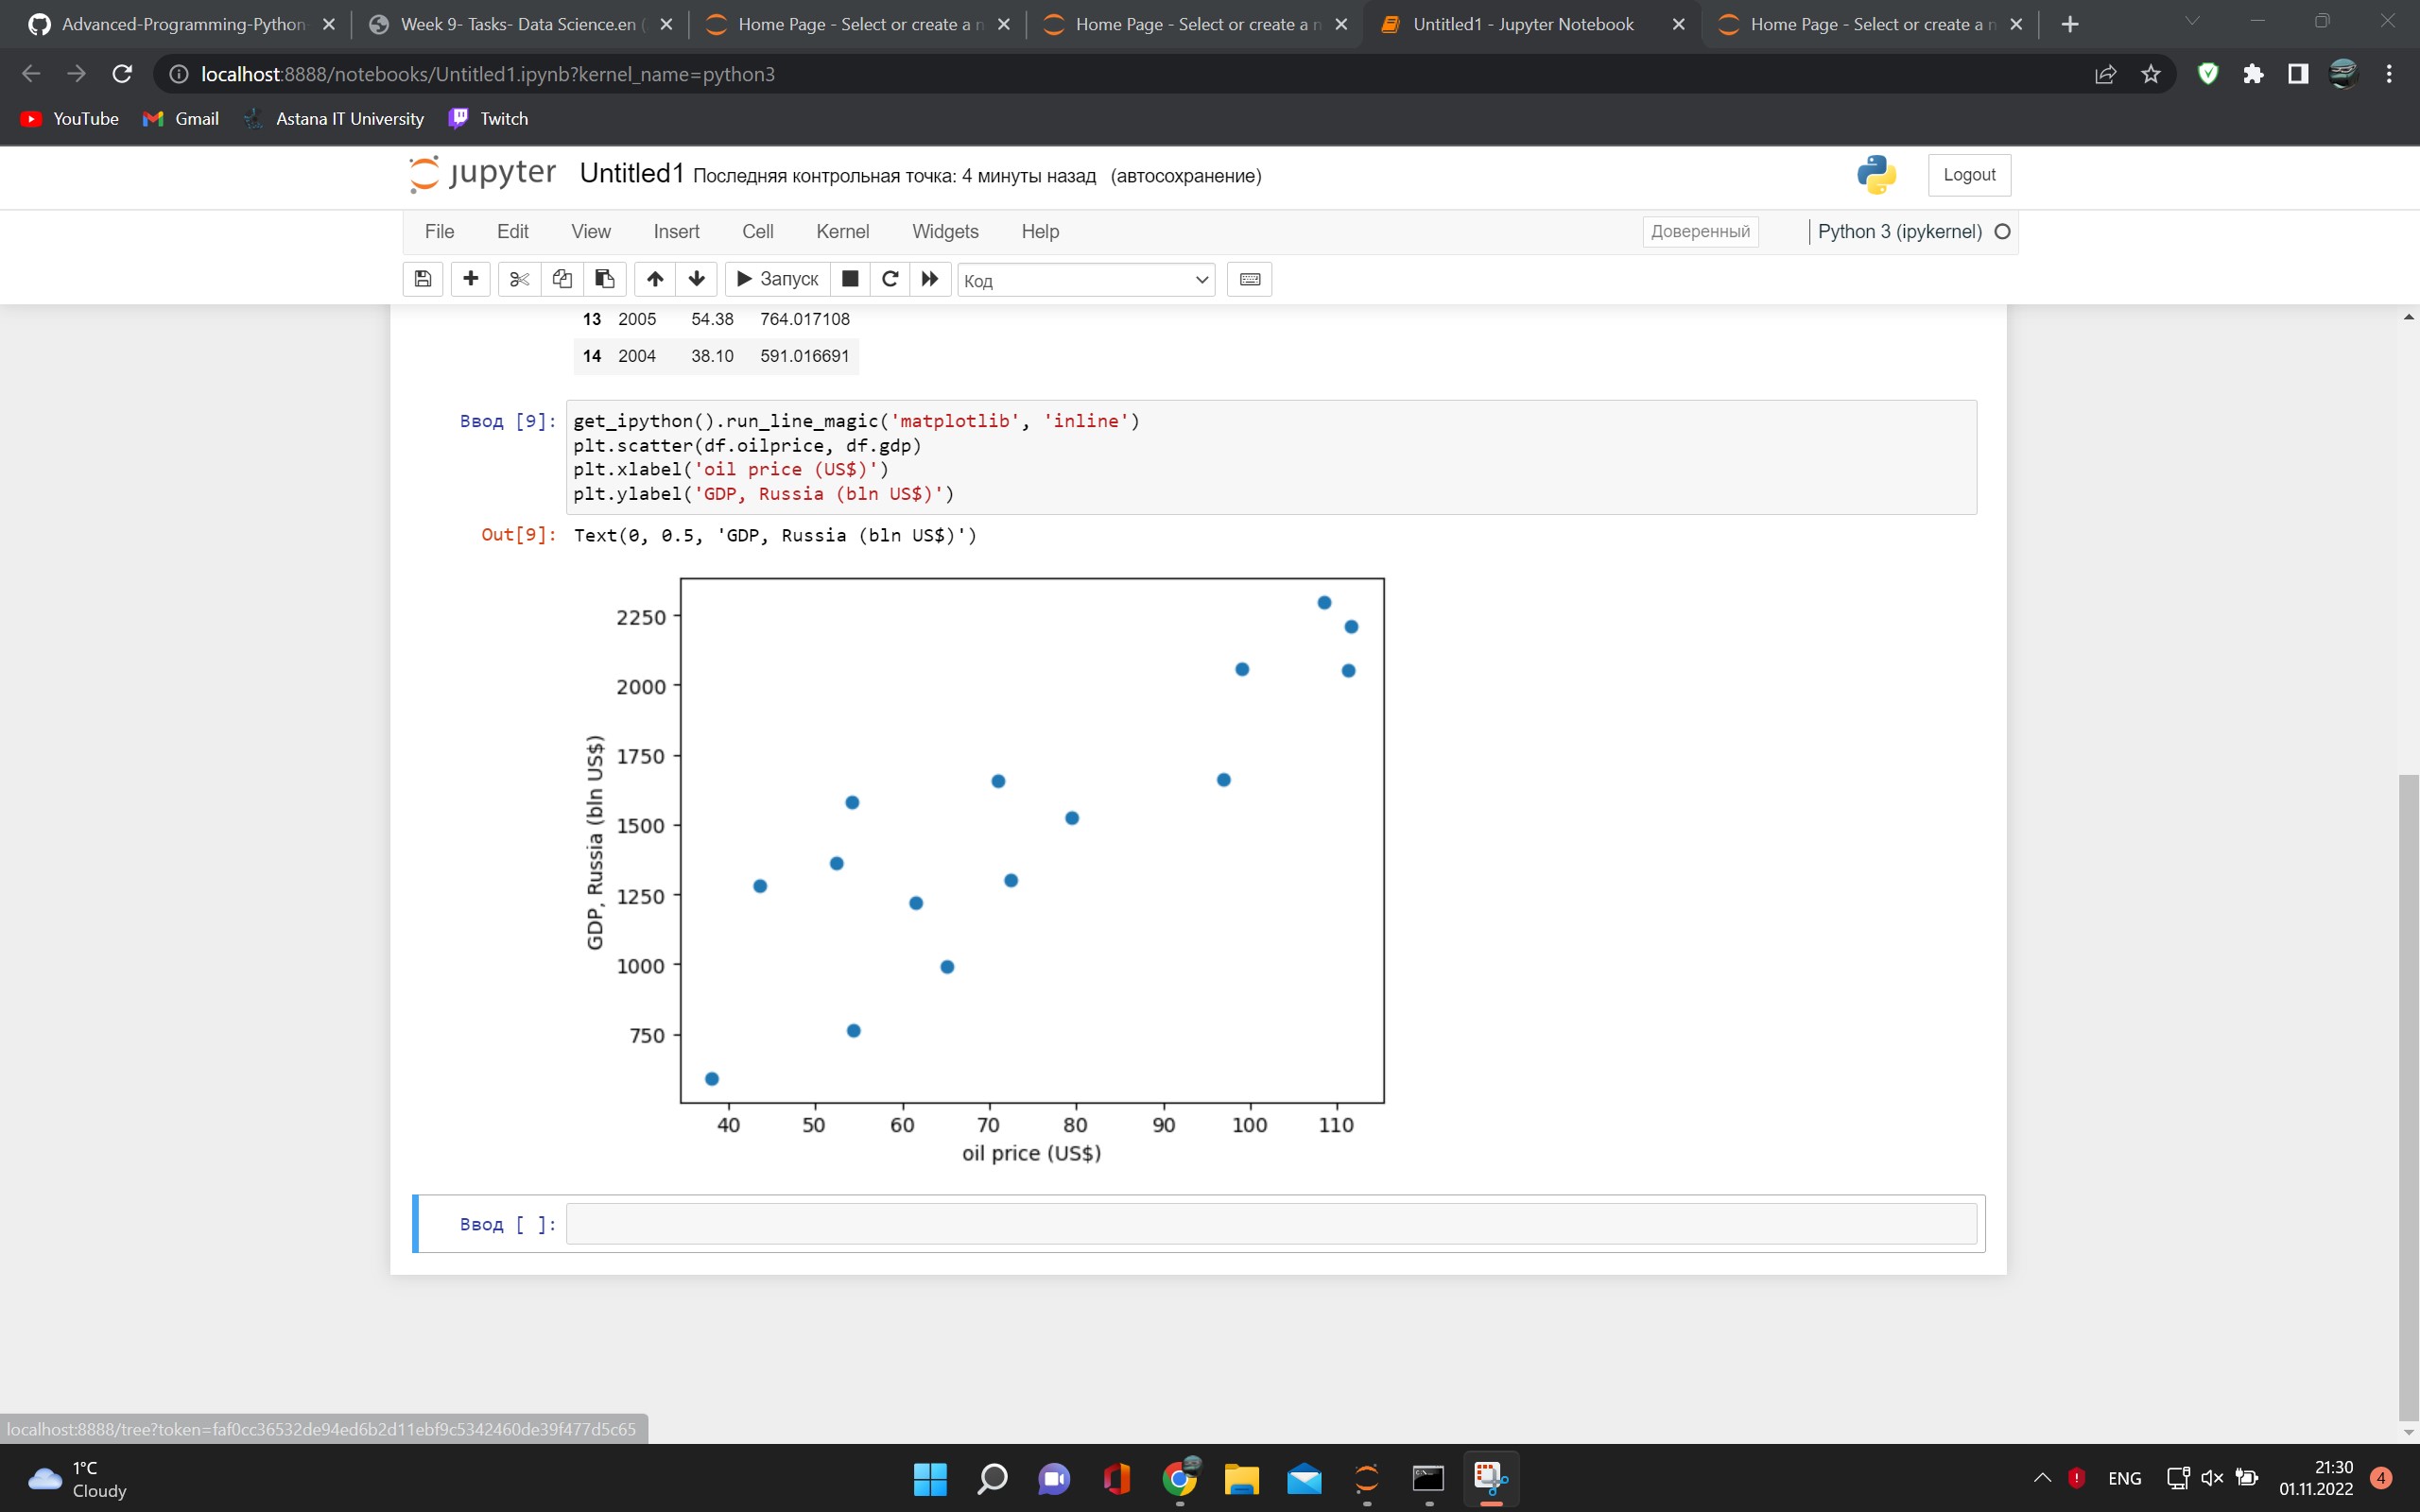 Advanced-Programming-Python-
Week 9- Tasks- Data Science.en (
Home Page - Select or create a n
Home Page - Select or create a n
Untitled1 - Jupyter Notebook
Home Page - Select or create a n
localhost:8888/notebooks/Untitled1.ipynb?kernel_name=python3
YouTube Gmail Astana IT University Twitch
jupyter Untitled1 Последняя контрольная точка: 4 минуты назад (автосохранение)
Logout
File Edit View Insert Cell Kernel Widgets Help
Доверенный
Python 3 (ipykernel)
Запуск
Код
13 2005 54.38 764.017108
14 2004 38.10 591.016691
Ввод [9]:
get_ipython().run_line_magic('matplotlib', 'inline')
plt.scatter(df.oilprice, df.gdp)
plt.xlabel('oil price (US$)')
plt.ylabel('GDP, Russia (bln US$)')
Out[9]: Text(0, 0.5, 'GDP, Russia (bln US$)')
2250
2000
1750
1500
1250
1000
750
GDP, Russia (bln US$)
40 50 60 70 80 90 100 110
oil price (US$)
Ввод [ ]:
localhost:8888/tree?token=faf0cc36532de94ed6b2d11ebf9c5342460de39f477d5c65
1°C
Cloudy
ENG
21:30
01.11.2022
4